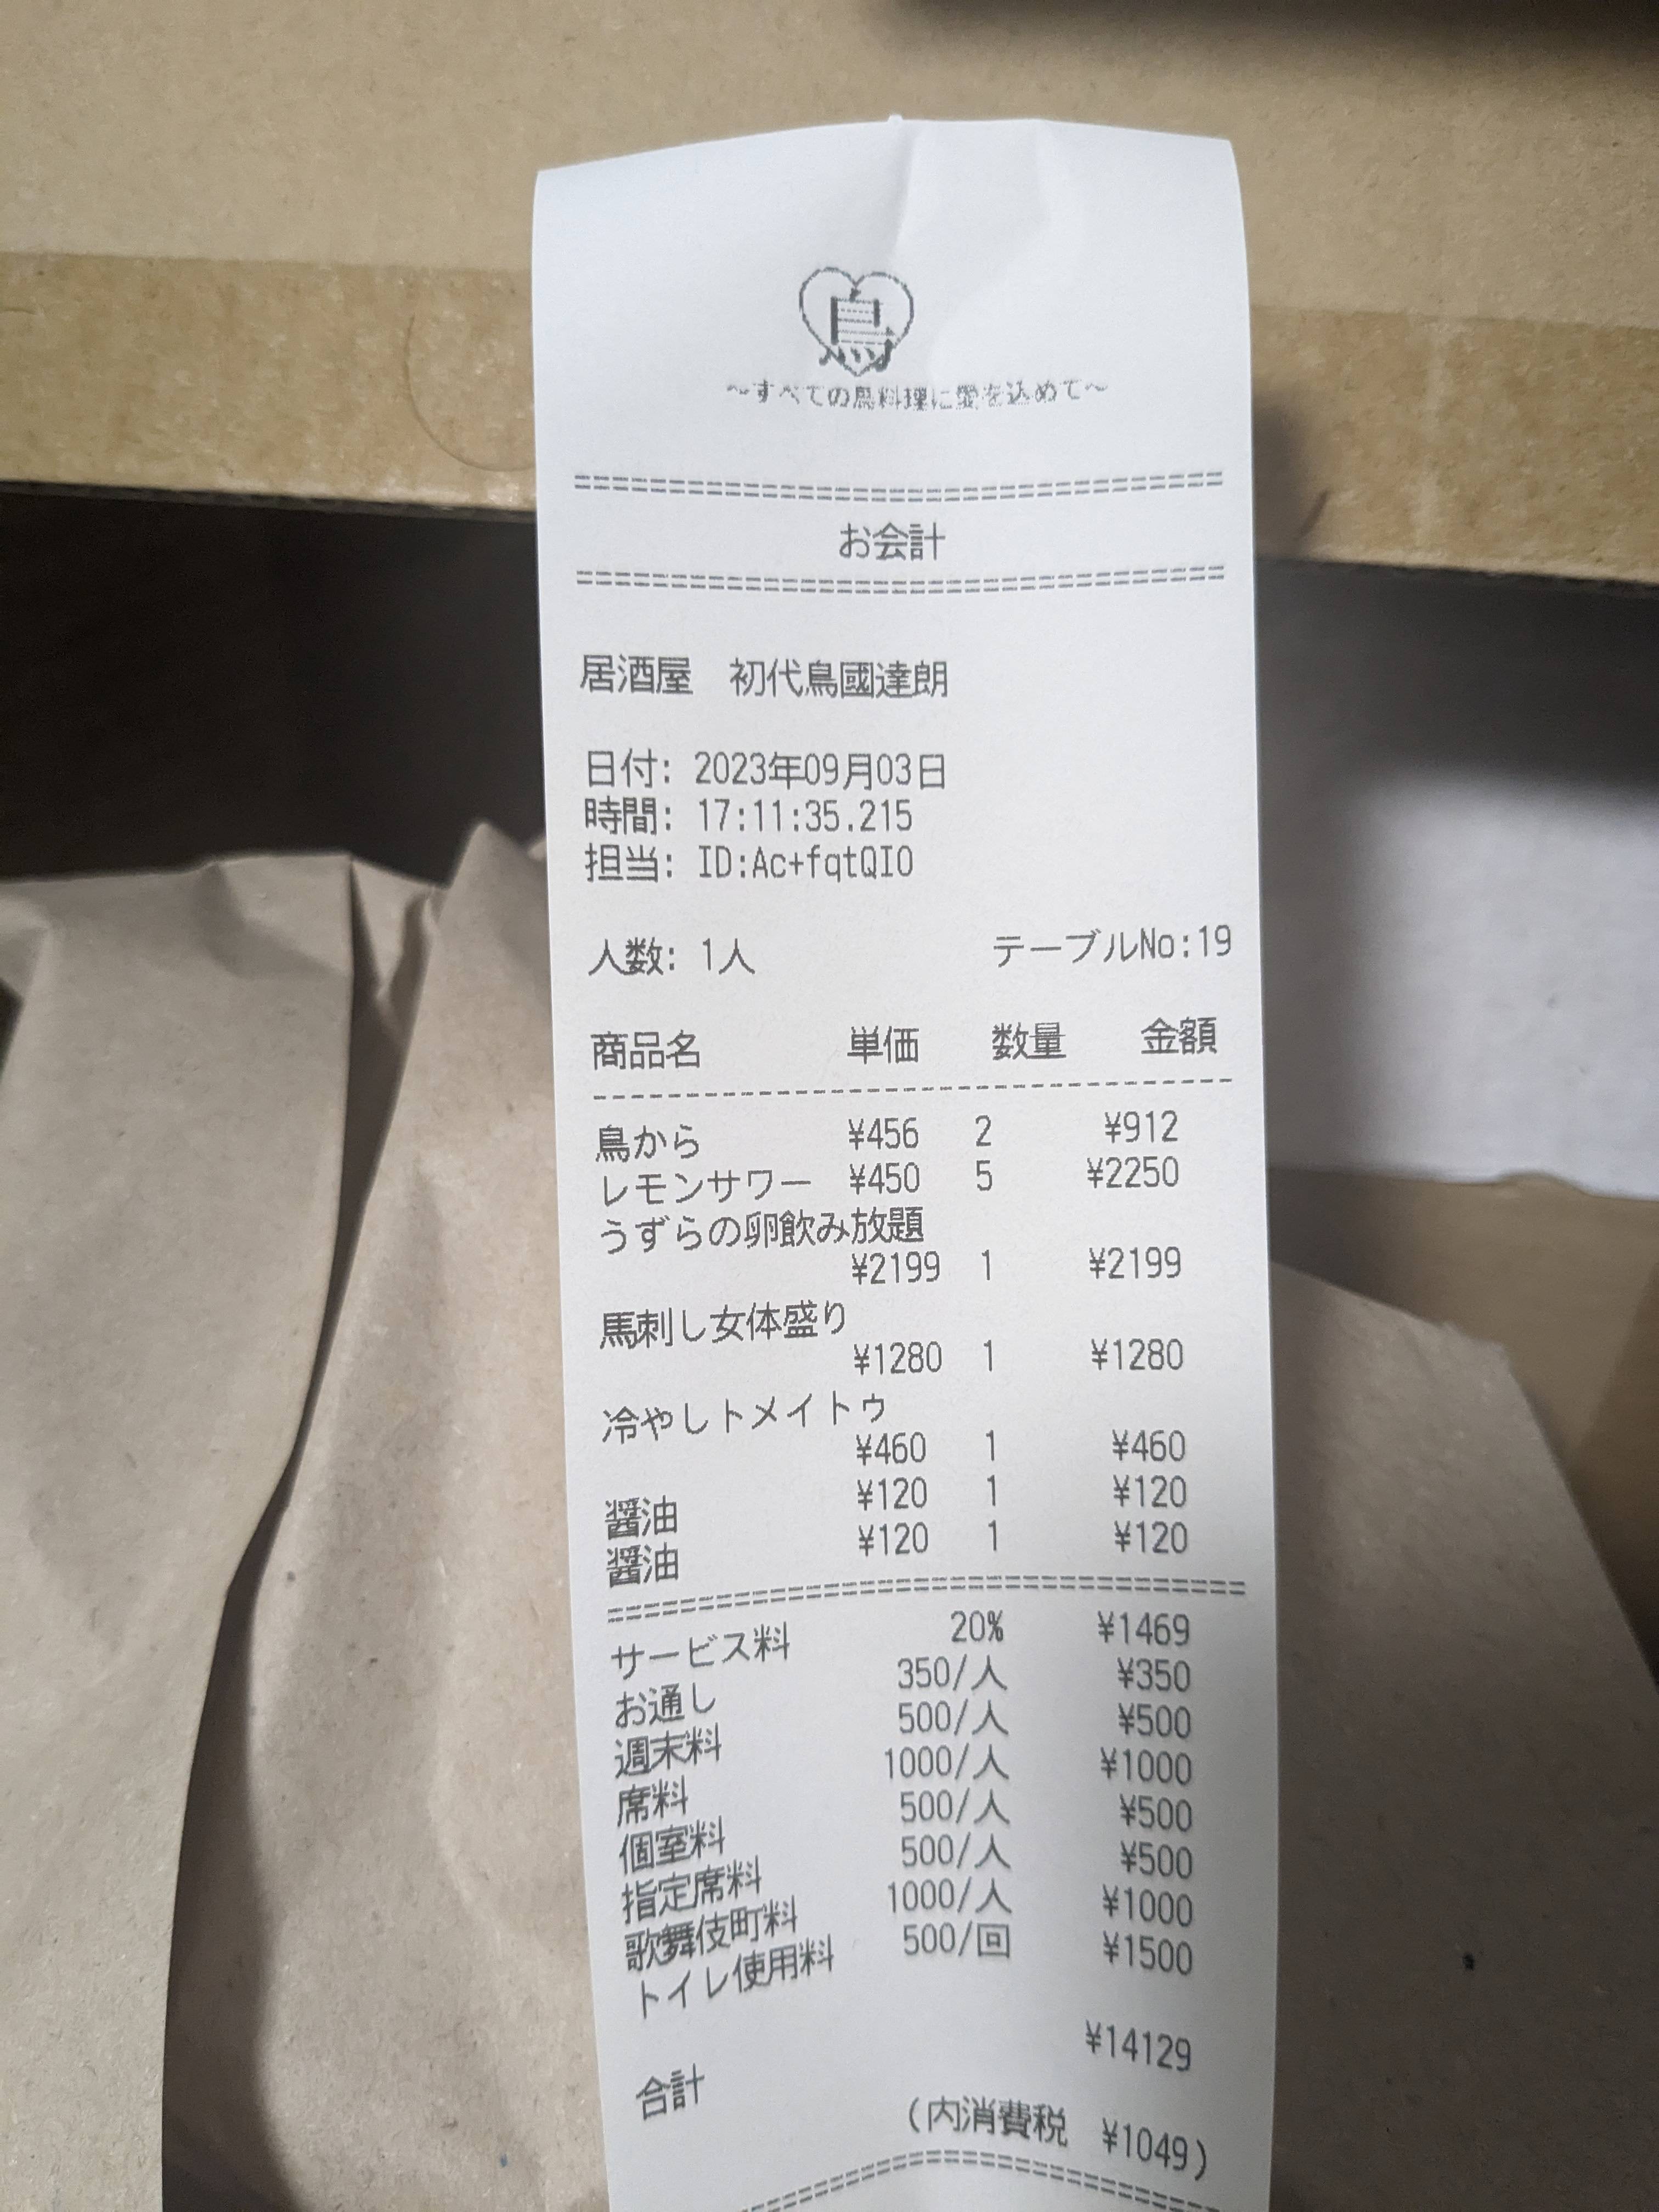 鳥
～すべての鳥料理に愛を込めて～
====================================
お会計
====================================
居酒屋　初代鳥國達朗
日付: 2023年09月03日
時間: 17:11:35.215
担当: ID:Ac+fqtQI0
人数: 1人 テーブルNo:19
商品名 単価 数量 金額
------------------------------------
鳥から ¥456 2 ¥912
レモンサワー ¥450 5 ¥2250
うずらの卵飲み放題
¥2199 1 ¥2199
馬刺し女体盛り
¥1280 1 ¥1280
冷やしトメイトゥ
¥460 1 ¥460
醤油 ¥120 1 ¥120
醤油 ¥120 1 ¥120
====================================
サービス料 20% ¥1469
お通し 350/人 ¥350
週末料 500/人 ¥500
席料 1000/人 ¥1000
個室料 500/人 ¥500
指定席料 500/人 ¥500
歌舞伎町料 1000/人 ¥1000
トイレ使用料 500/回 ¥1500
合計 ¥14129
(内消費税 ¥1049)
====================================